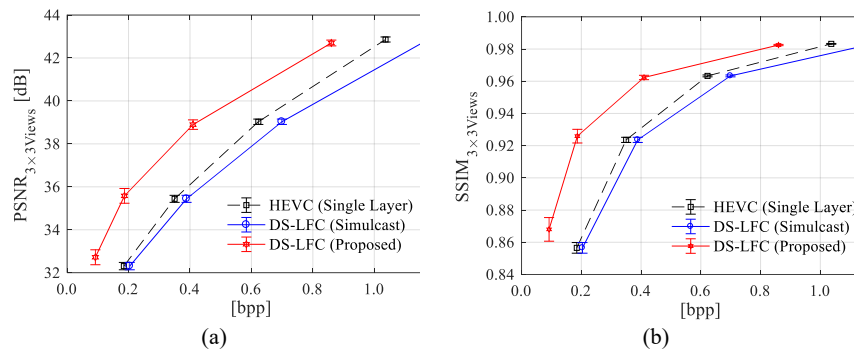 PSNR3×3Views [dB]
44
42
40
38
36
34
32
0.0 0.2 0.4 0.6 0.8 1.0
[bpp]
HEVC (Single Layer)
DS-LFC (Simulcast)
DS-LFC (Proposed)
(a)
SSIM3×3Views
1.00
0.98
0.96
0.94
0.92
0.90
0.88
0.86
0.84
0.0 0.2 0.4 0.6 0.8 1.0
[bpp]
HEVC (Single Layer)
DS-LFC (Simulcast)
DS-LFC (Proposed)
(b)